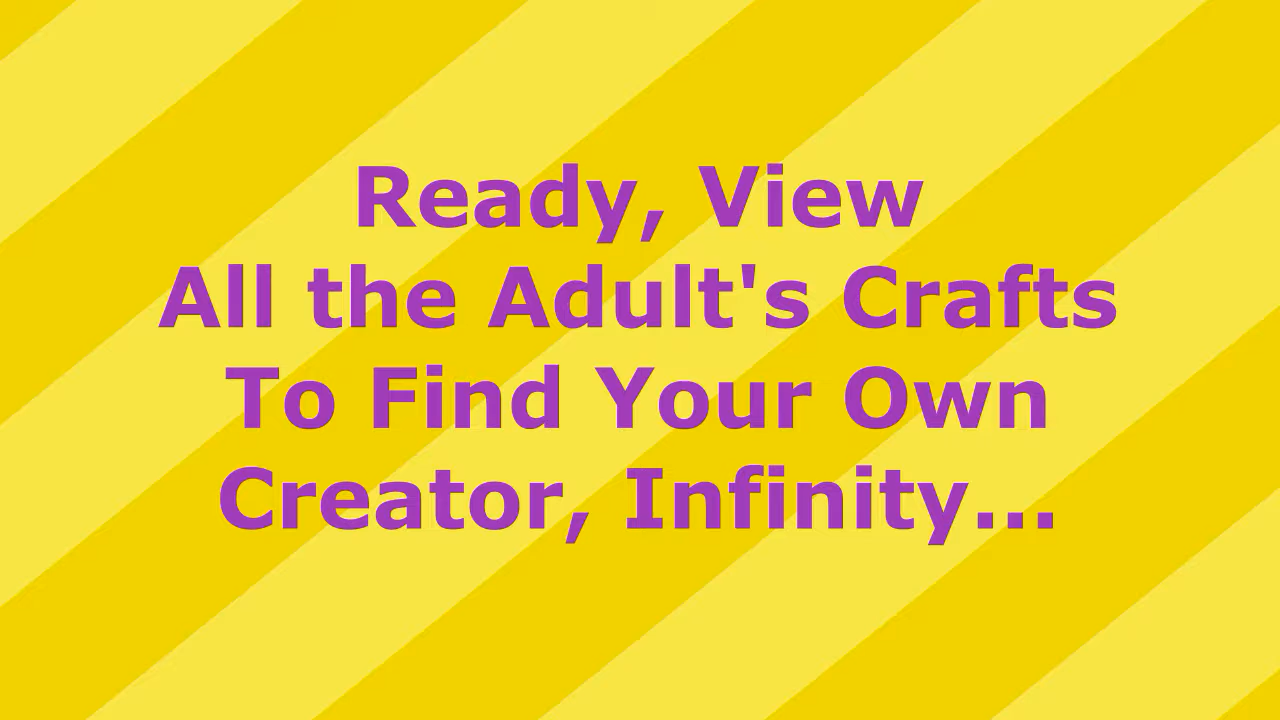 Ready, View
All the Adult's Crafts
To Find Your Own
Creator, Infinity...